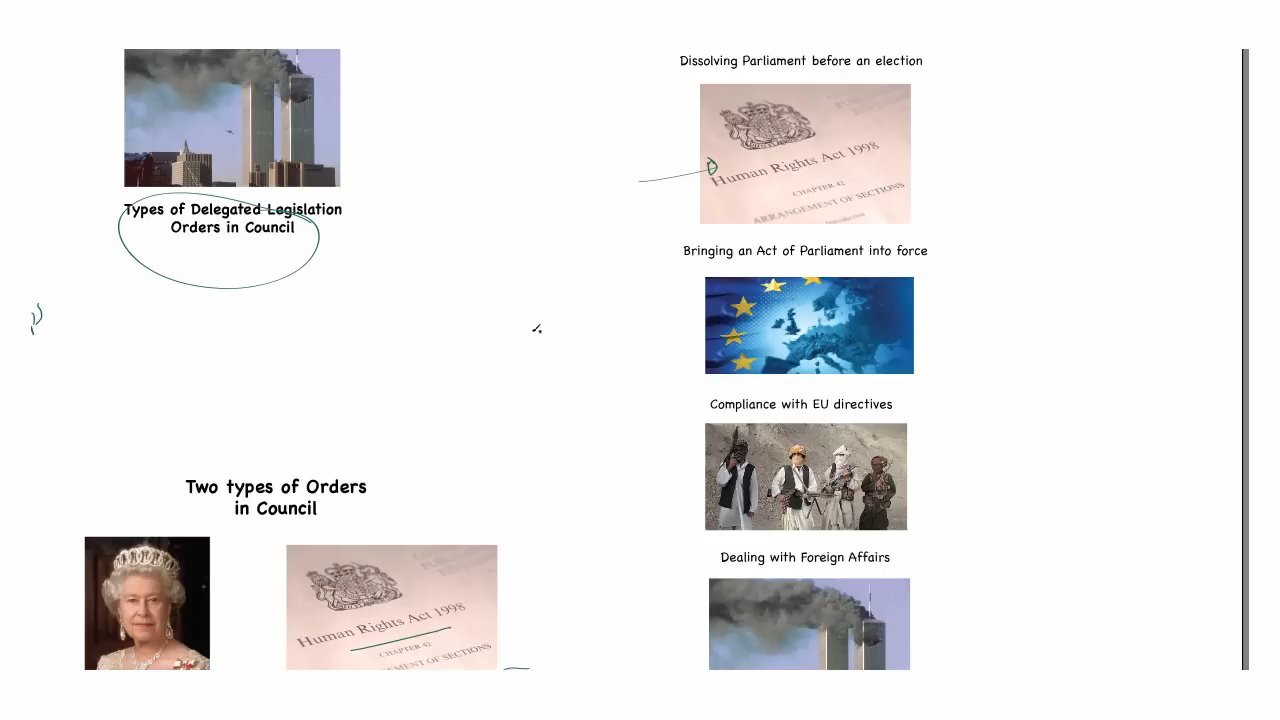 Types of Delegated Legislation
Orders in Council
Two types of Orders
in Council
Human Rights Act 1998
CHAPTER 42
EMENT OF SECTIONS
Dissolving Parliament before an election
Human Rights Act 1998
CHAPTER 42
ARRANGEMENT OF SECTIONS
Introduction
Bringing an Act of Parliament into force
Compliance with EU directives
Dealing with Foreign Affairs